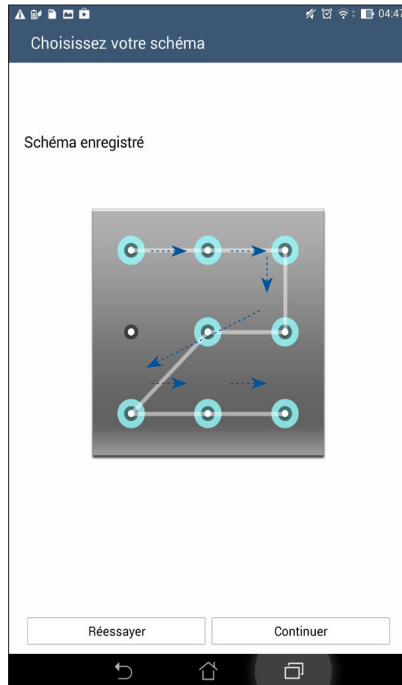 04:47
Choisissez votre schéma
Schéma enregistré
Réessayer
Continuer